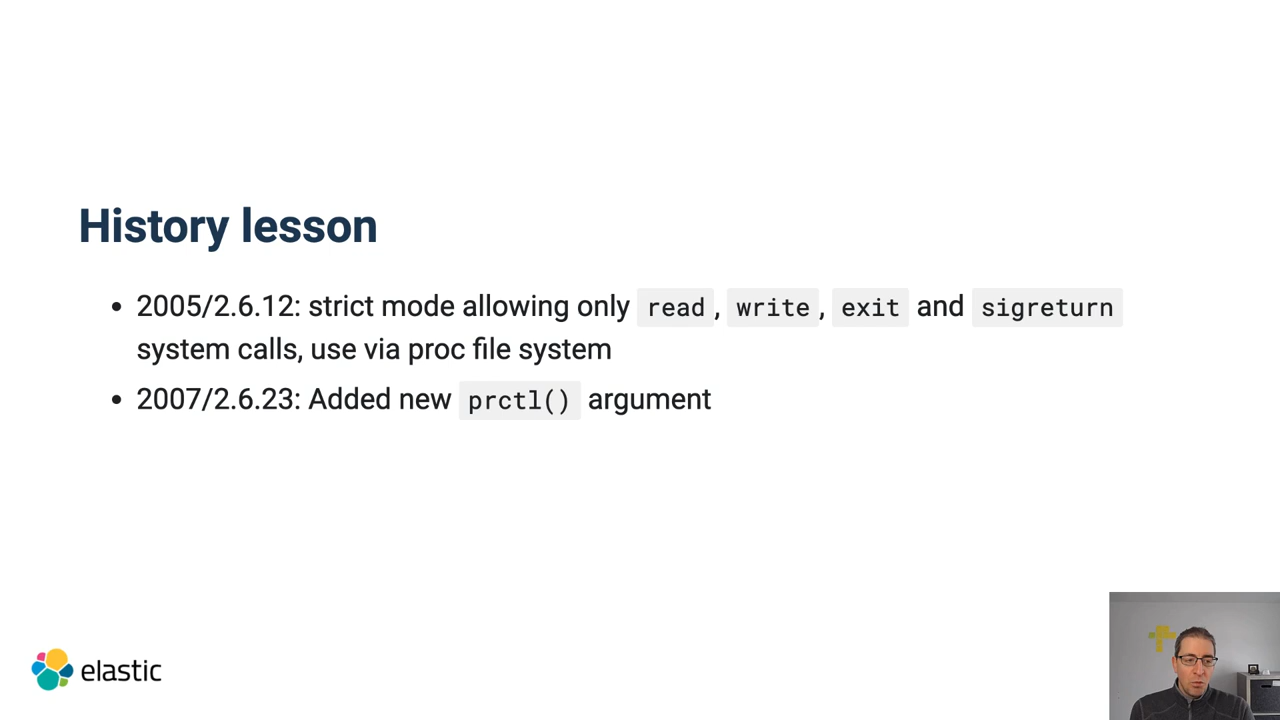 History lesson
• 2005/2.6.12: strict mode allowing only read, write, exit and sigreturn
system calls, use via proc file system
• 2007/2.6.23: Added new prctl() argument
elastic